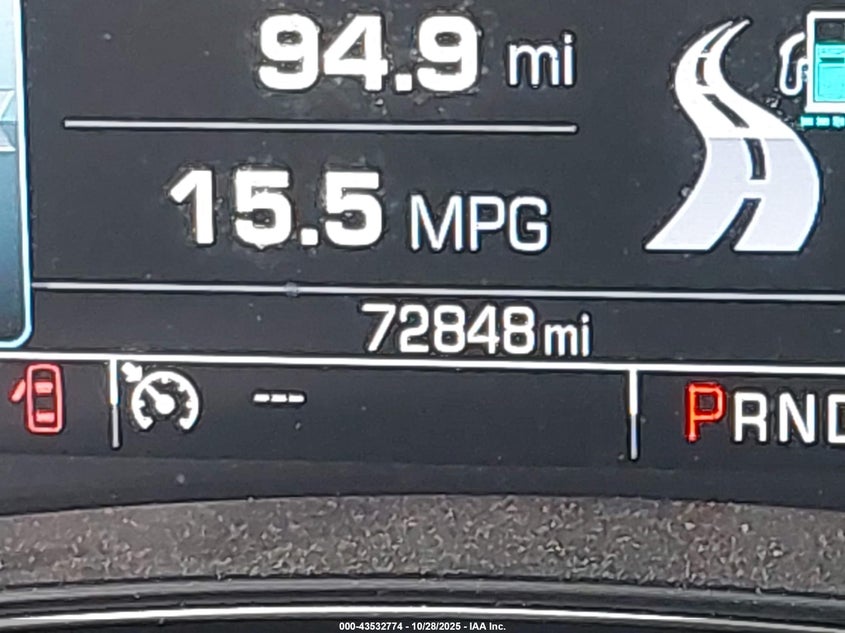 94.9 mi
15.5 MPG
72848 mi
--- PRND
000-43532774 - 10/28/2025 - IAA Inc.